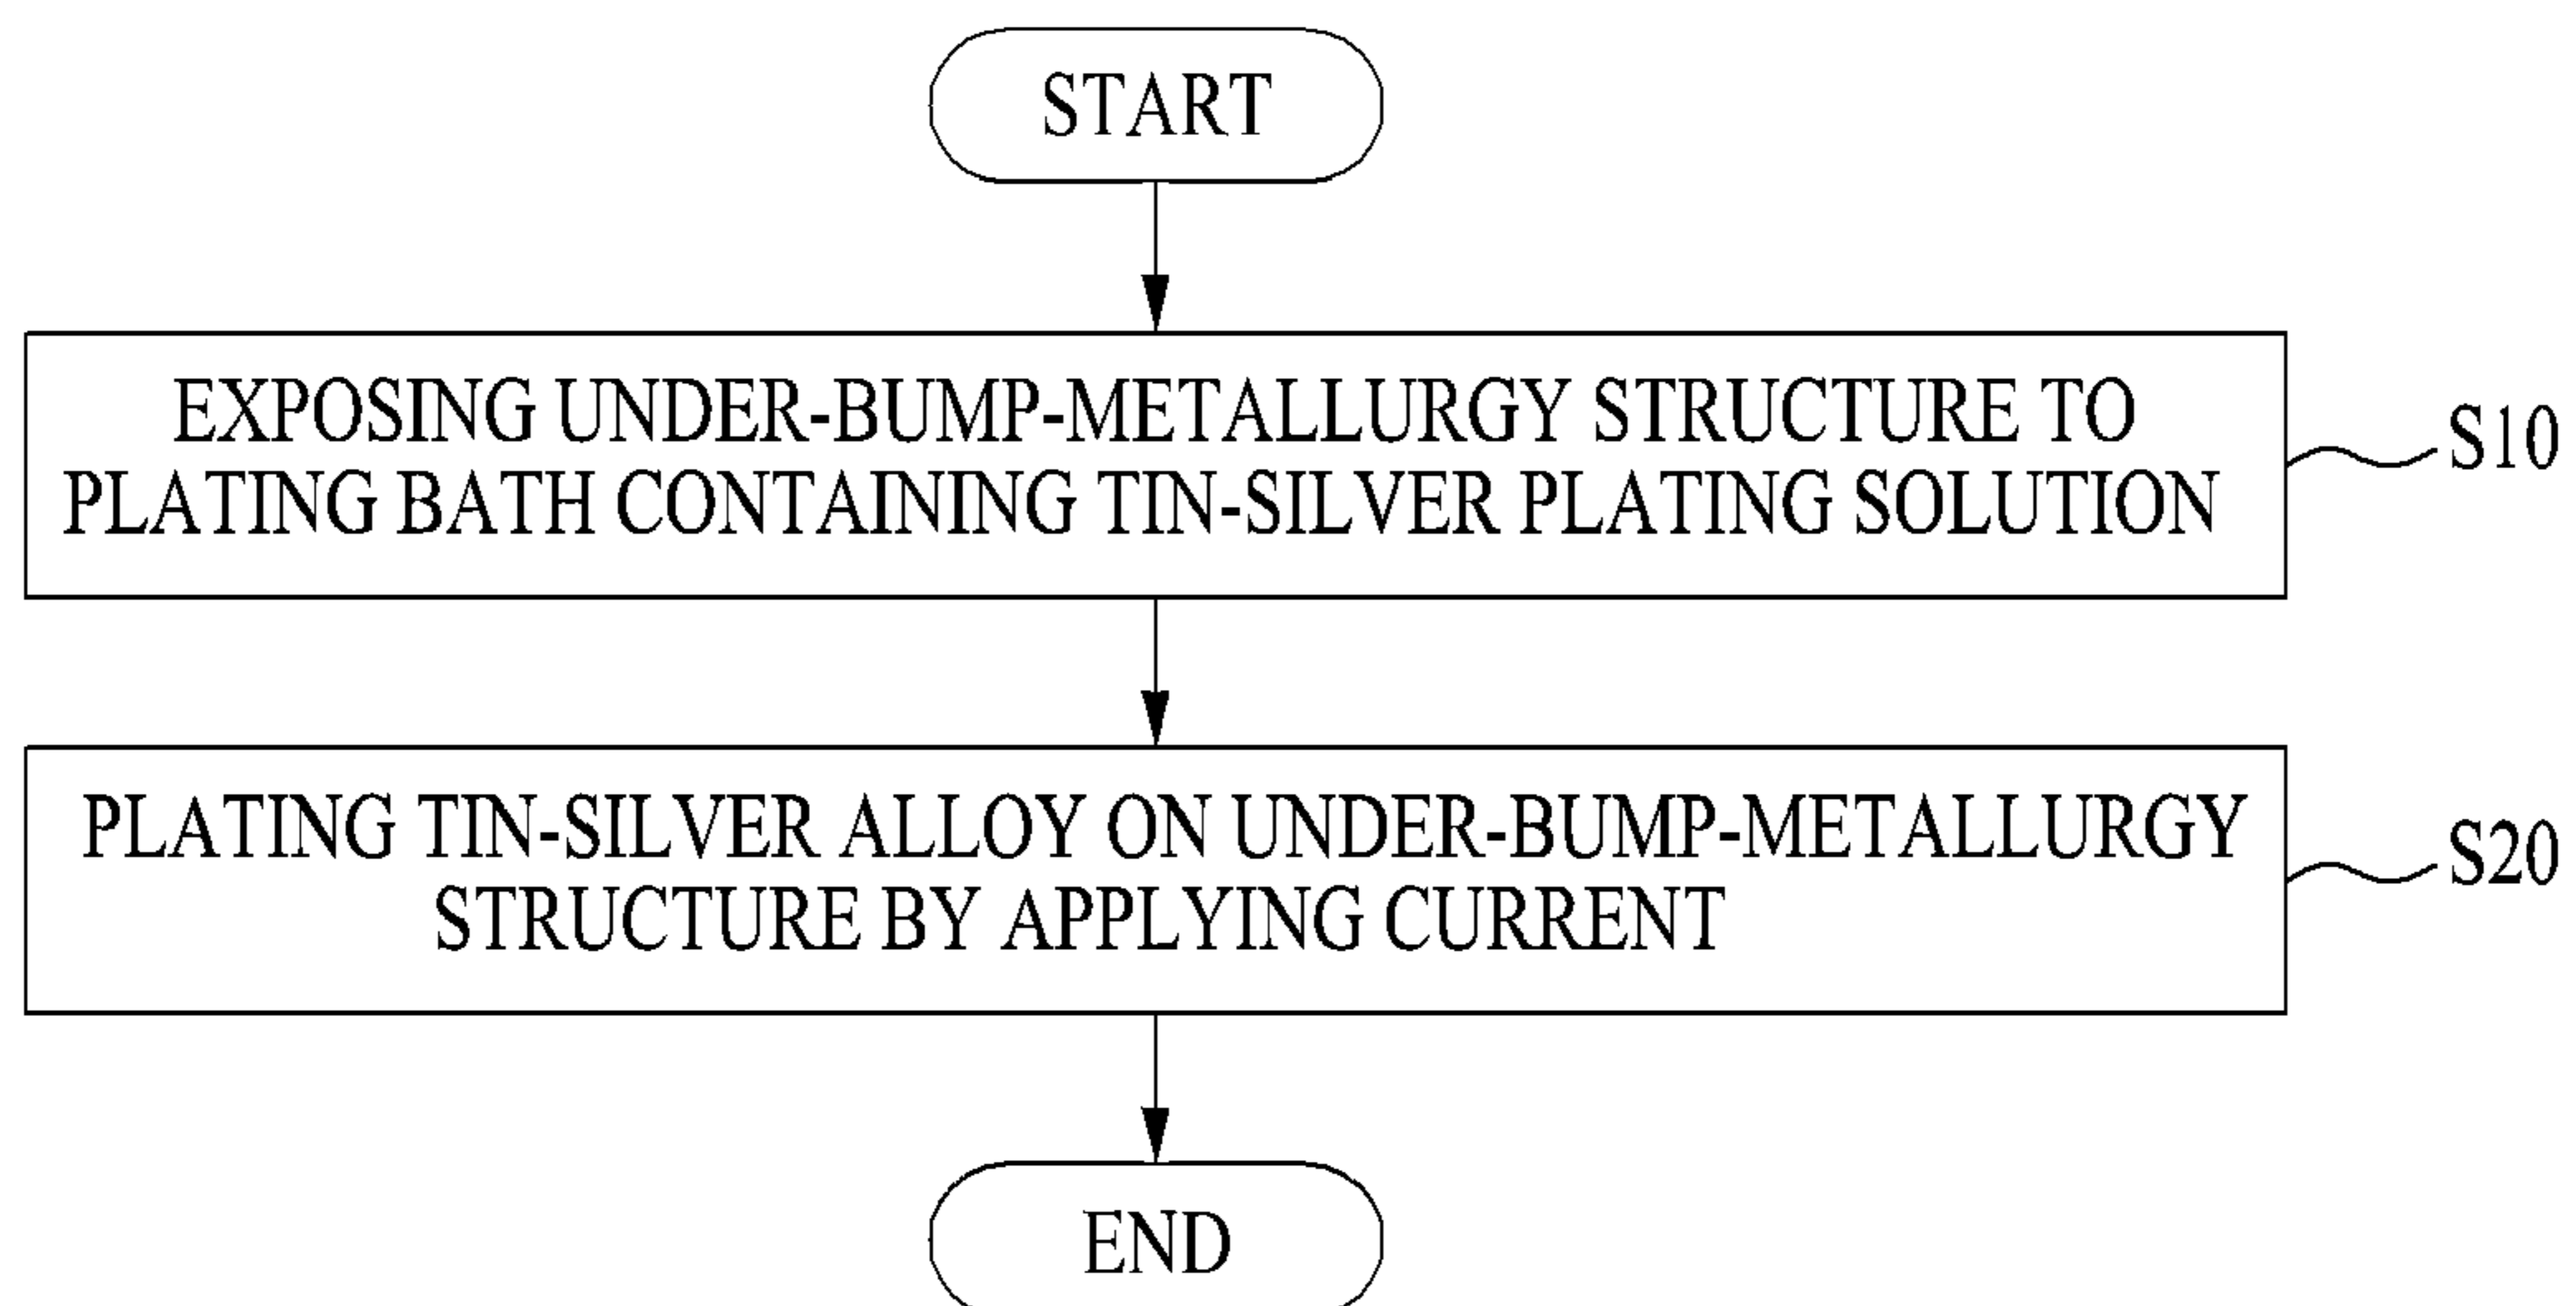 START
EXPOSING UNDER-BUMP-METALLURGY STRUCTURE TO
PLATING BATH CONTAINING TIN-SILVER PLATING SOLUTION
S10
PLATING TIN-SILVER ALLOY ON UNDER-BUMP-METALLURGY
STRUCTURE BY APPLYING CURRENT
S20
END